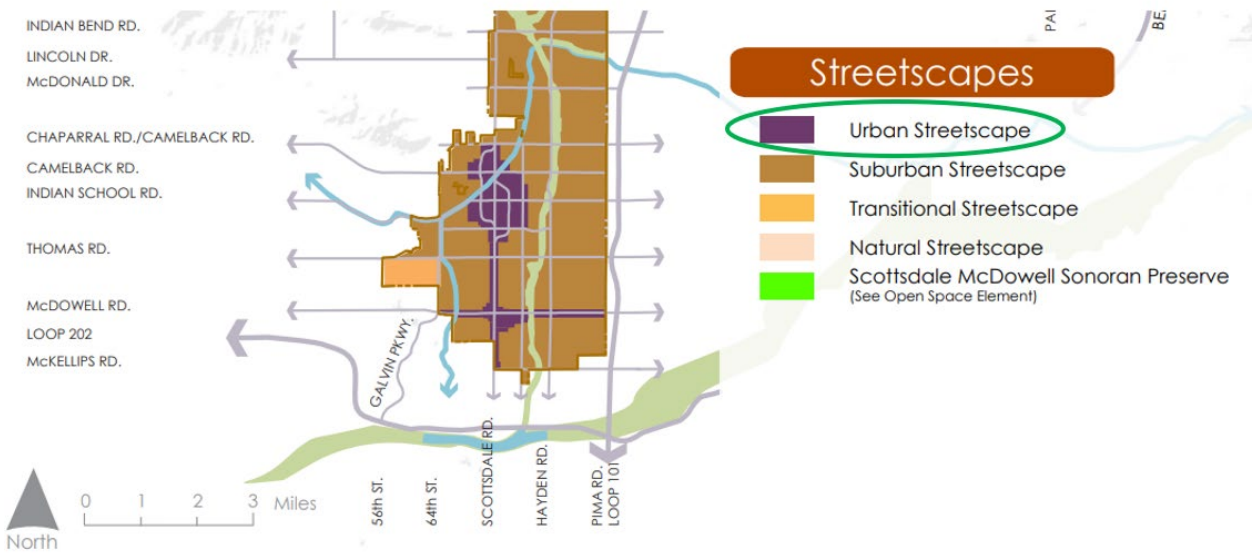 INDIAN BEND RD.
LINCOLN DR.
McDONALD DR.
CHAPARRAL RD./CAMELBACK RD.
CAMELBACK RD.
INDIAN SCHOOL RD.
THOMAS RD.
McDOWELL RD.
LOOP 202
McKELLIPS RD.
GALVIN PKWY.
56th ST.
64th ST.
SCOTTSDALE RD.
HAYDEN RD.
PIMA RD.
LOOP 101
North
0 1 2 3 Miles
Streetscapes
Urban Streetscape
Suburban Streetscape
Transitional Streetscape
Natural Streetscape
Scottsdale McDowell Sonoran Preserve
(See Open Space Element)